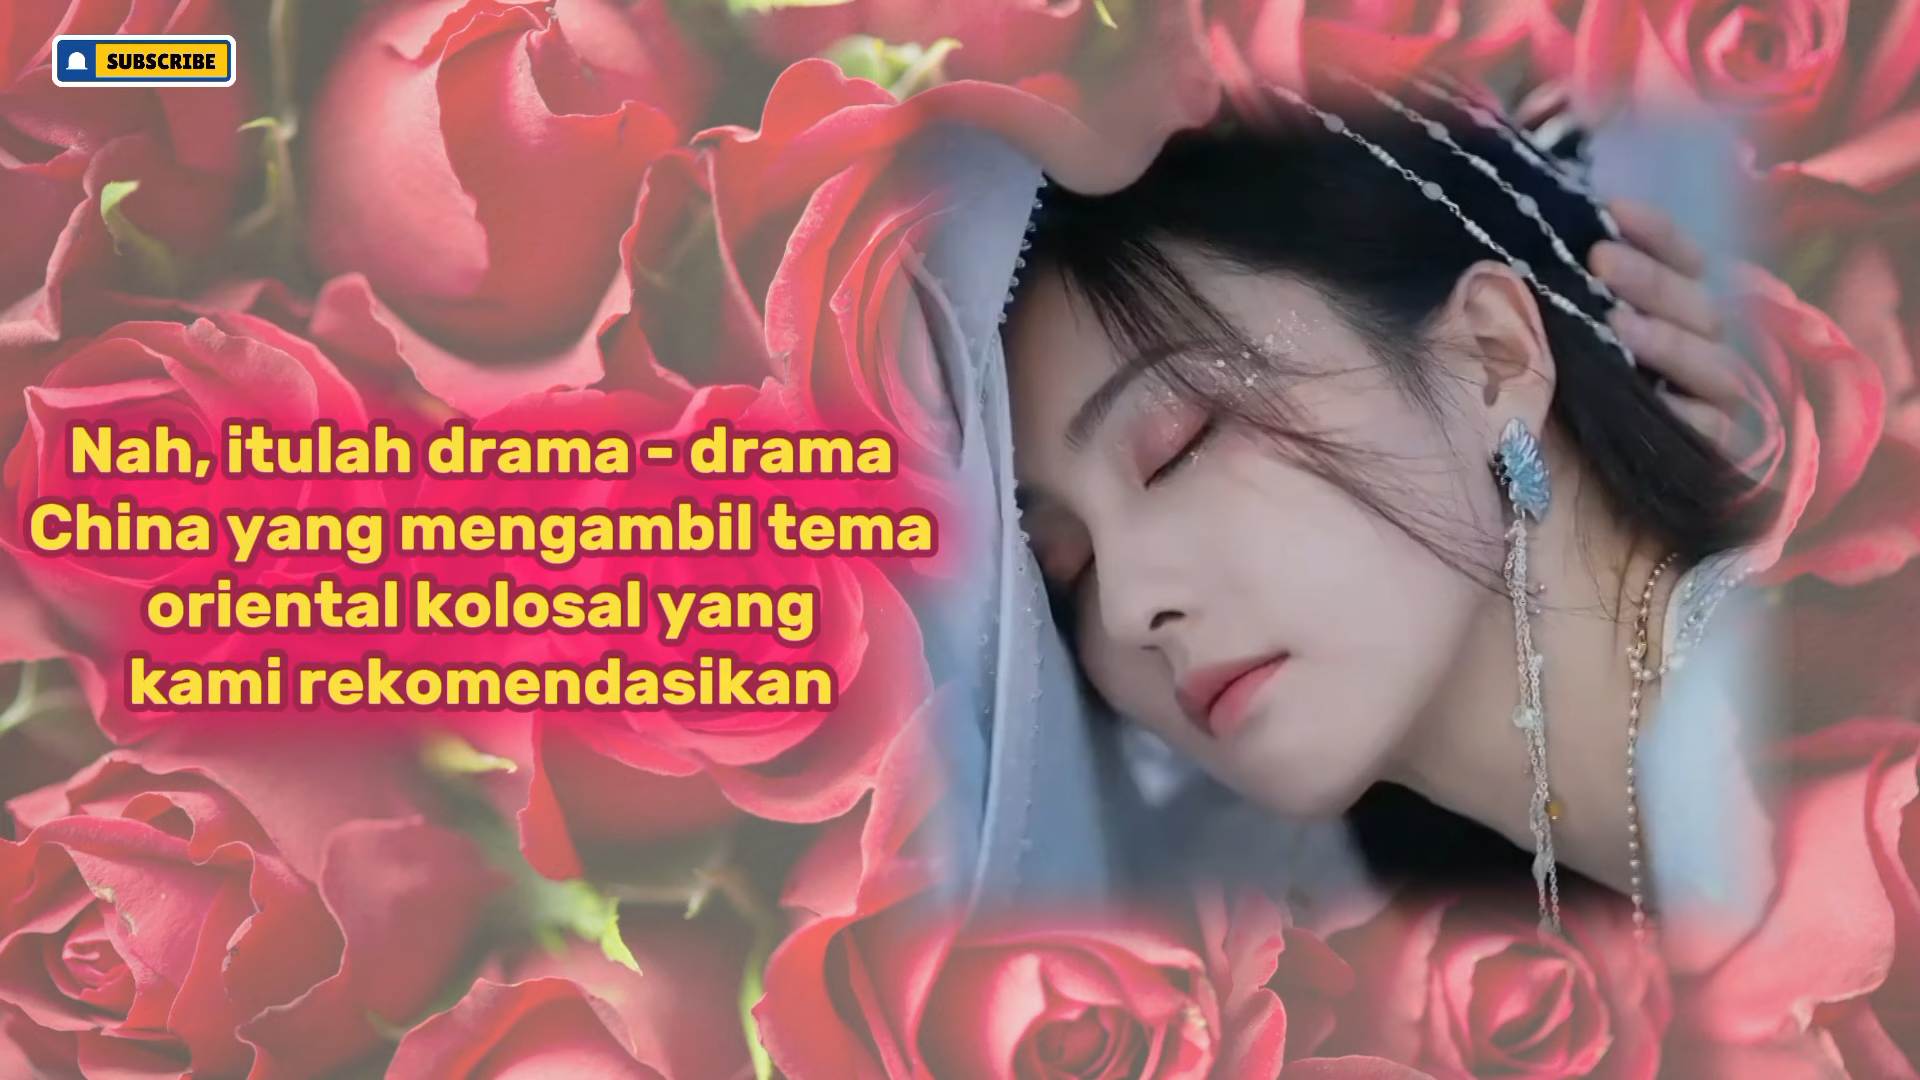 SUBSCRIBE
Nah, itulah drama - drama
China yang mengambil tema
oriental kolosal yang
kami rekomendasikan